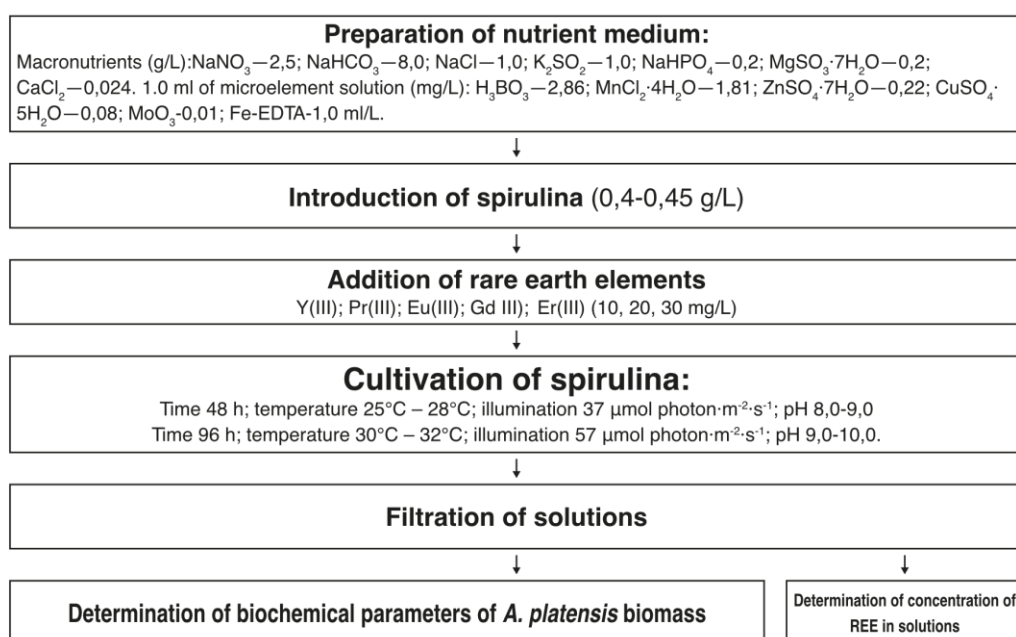 Preparation of nutrient medium:
Macronutrients (g/L):NaNO₃—2,5; NaHCO₃—8,0; NaCl—1,0; K₂SO₂—1,0; NaHPO₄—0,2; MgSO₃·7H₂O—0,2;
CaCl₂—0,024. 1.0 ml of microelement solution (mg/L): H₃BO₃—2,86; MnCl₂·4H₂O—1,81; ZnSO₄·7H₂O—0,22; CuSO₄·
5H₂O—0,08; MoO₃-0,01; Fe-EDTA-1,0 ml/L.
↓
Introduction of spirulina (0,4-0,45 g/L)
↓
Addition of rare earth elements
Y(III); Pr(III); Eu(III); Gd III); Er(III) (10, 20, 30 mg/L)
↓
Cultivation of spirulina:
Time 48 h; temperature 25°C – 28°C; illumination 37 μmol photon·m⁻²·s⁻¹; pH 8,0-9,0
Time 96 h; temperature 30°C – 32°C; illumination 57 μmol photon·m⁻²·s⁻¹; pH 9,0-10,0.
↓
Filtration of solutions
↓ ↓
Determination of biochemical parameters of A. platensis biomass
Determination of concentration of
REE in solutions